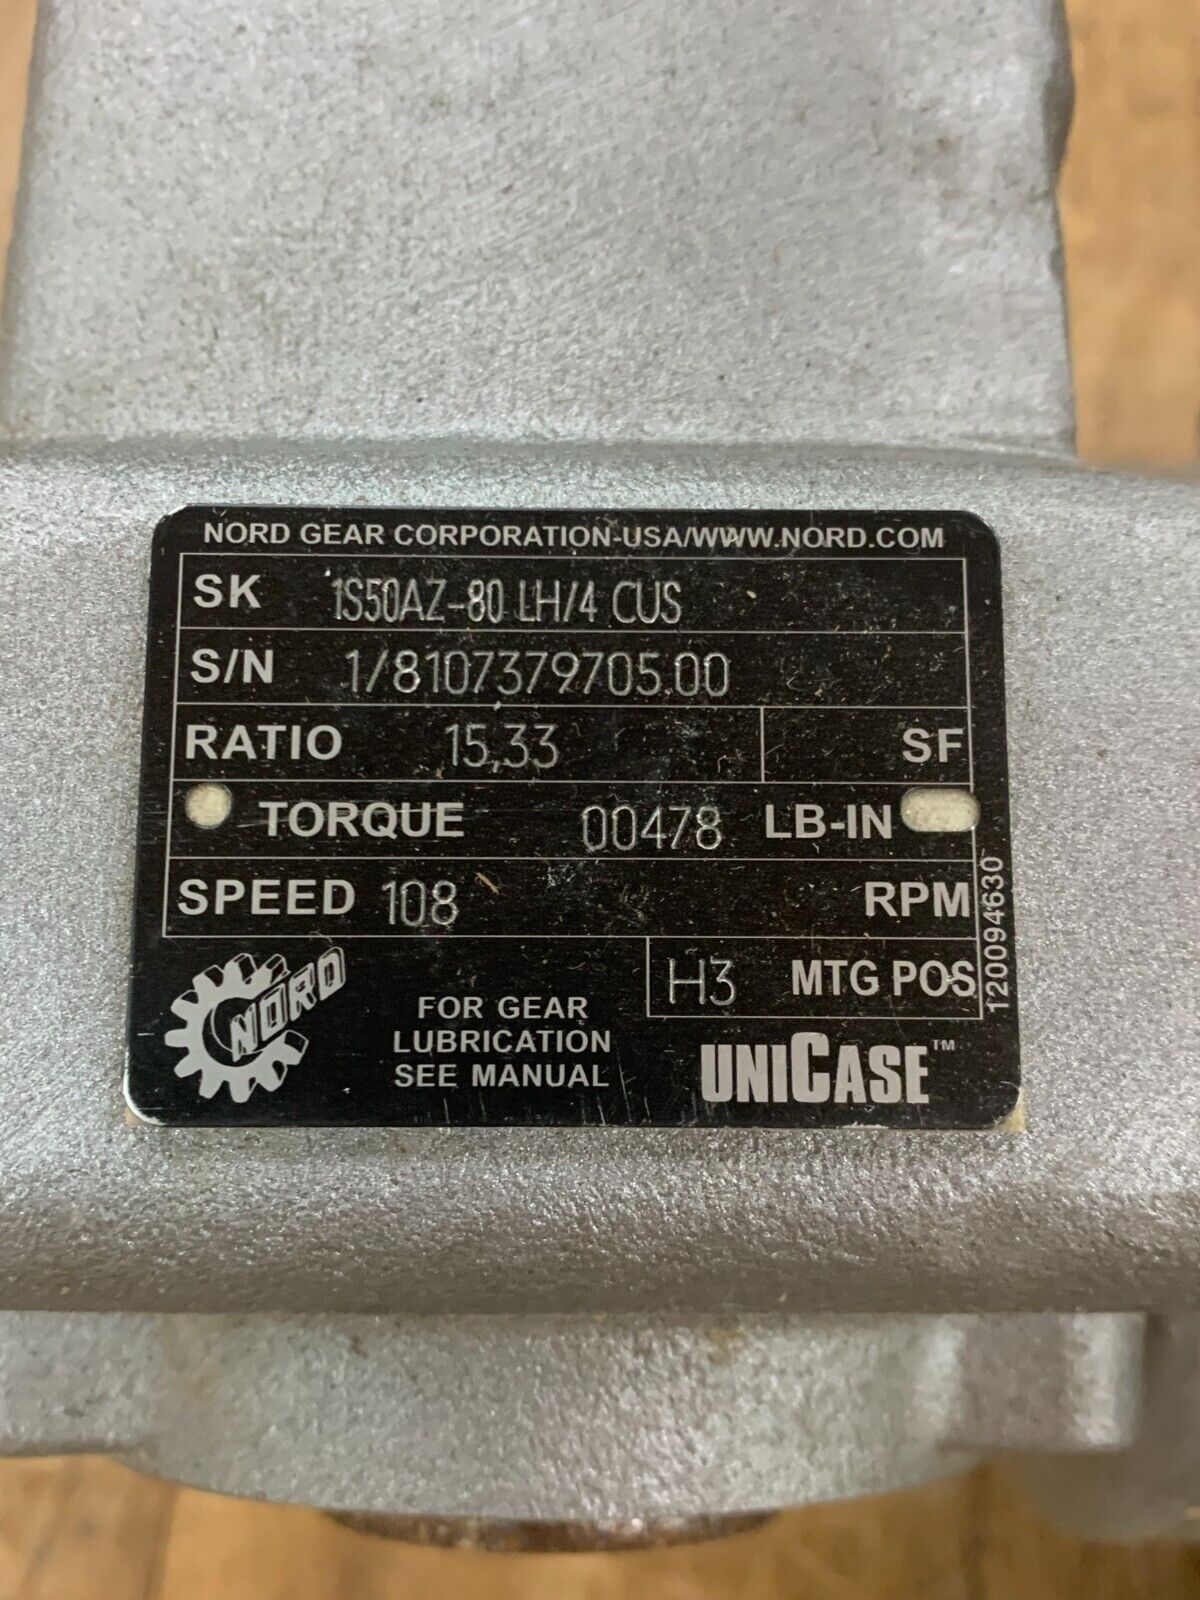 NORD GEAR CORPORATION-USA/WWW.NORD.COM
SK 1S50AZ-80 LH/4 CUS
S/N 1/8107379705.00
RATIO 15,33 SF
TORQUE 00478 LB-IN
SPEED 108 RPM
120094630
H3 MTG POS
NORD
FOR GEAR
LUBRICATION
SEE MANUAL
UNICASE™